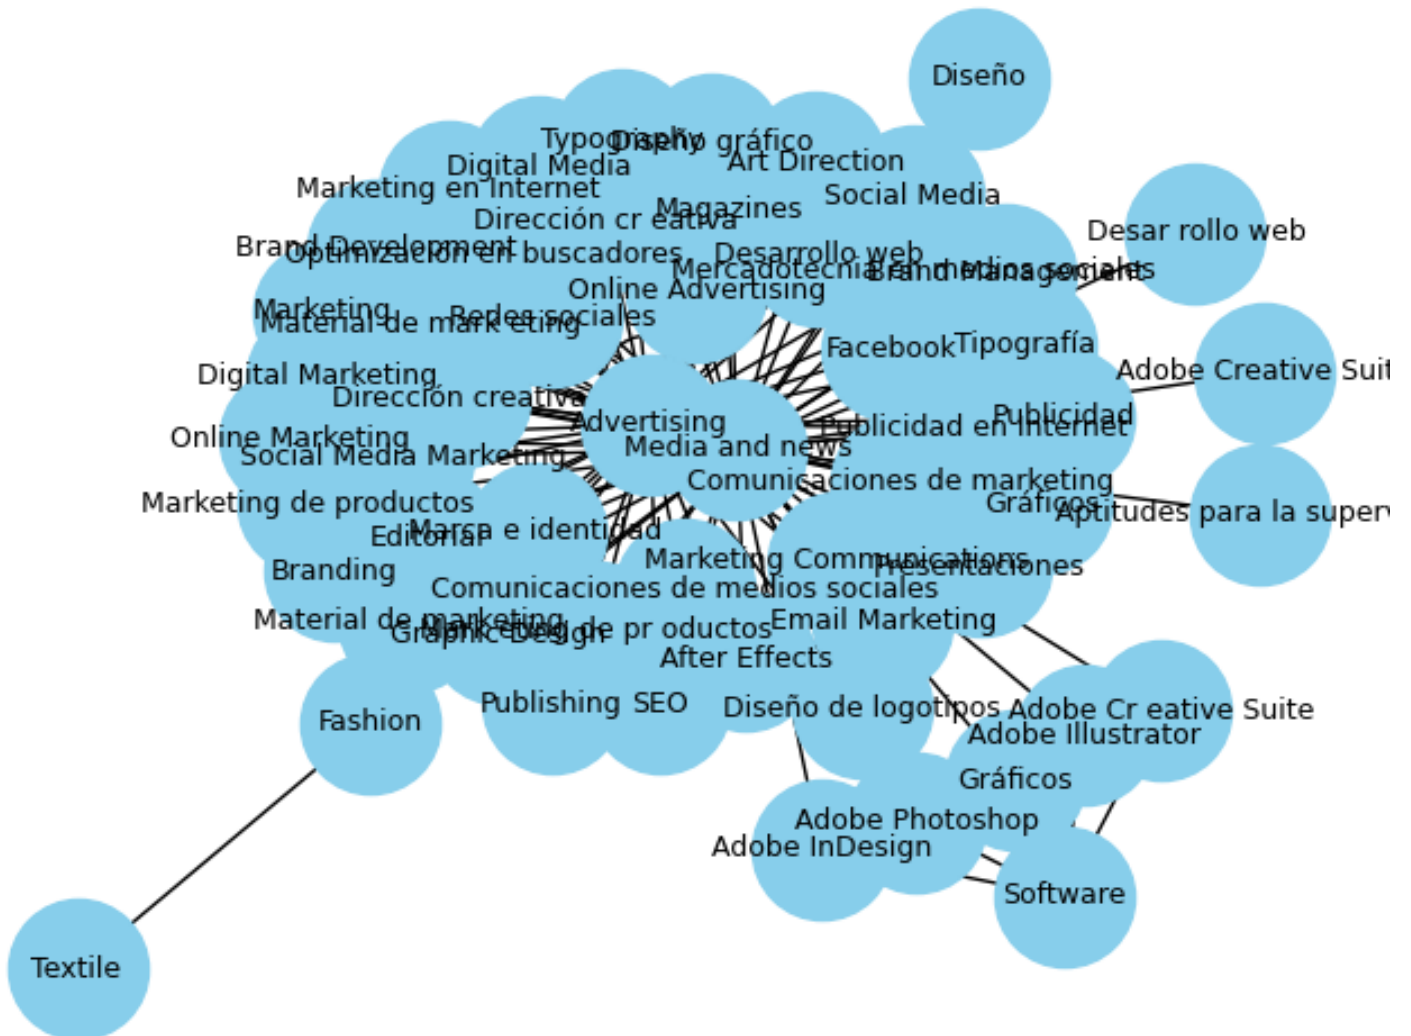 Diseño
Typography
Diseño gráfico
Digital Media
Art Direction
Marketing en Internet
Social Media
Magazines
Dirección cr eativa
Desar rollo web
Brand Development
Optimización en buscadores
Desarrollo web
Mercadotecnia en medios sociales
Brand Management
Online Advertising
Marketing
Material de mark eting
Redes sociales
Facebook
Tipografía
Adobe Creative Suit
Digital Marketing
Dirección creativa
Publicidad
Advertising
Publicidad en Internet
Online Marketing
Media and news
Social Media Marketing
Comunicaciones de marketing
Marketing de productos
Gráficos
Aptitudes para la superv
Editorial
Marca e identidad
Marketing Communications
Presentaciones
Branding
Comunicaciones de medios sociales
Material de marketing
Graphic Design
Mark eting de pr oductos
Email Marketing
After Effects
Publishing
SEO
Diseño de logotipos
Adobe Cr eative Suite
Fashion
Adobe Illustrator
Gráficos
Adobe Photoshop
Adobe InDesign
Software
Textile